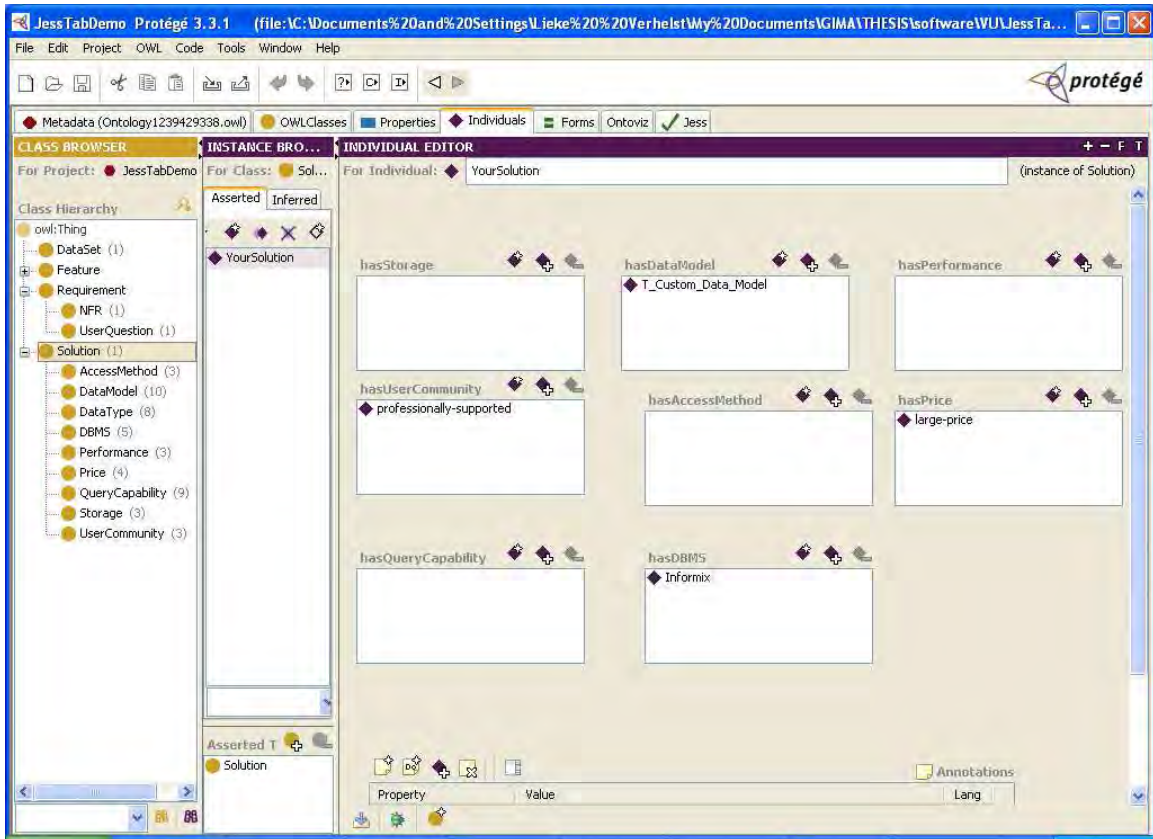 JessTabDemo Protégé 3.3.1 (file:\C:\Documents%20and%20Settings\Lieke%20%20Verhelst\My%20Documents\GIMA\THESIS\software\VU\JessTa...
File Edit Project OWL Code Tools Window Help
protégé
Metadata (Ontology1239429338.owl) OWLClasses Properties Individuals Forms Ontoviz Jess
CLASS BROWSER
For Project: JessTabDemo
Class Hierarchy
owl:Thing
DataSet (1)
Feature
Requirement
NFR (1)
UserQuestion (1)
Solution (1)
AccessMethod (3)
DataModel (10)
DataType (8)
DBMS (5)
Performance (3)
Price (4)
QueryCapability (9)
Storage (3)
UserCommunity (3)
INSTANCE BRO...
For Class: Sol...
Asserted Inferred
YourSolution
Asserted T
Solution
INDIVIDUAL EDITOR + − F T
For Individual: YourSolution (instance of Solution)
hasStorage
hasDataModel
T_Custom_Data_Model
hasPerformance
hasUserCommunity
professionally-supported
hasAccessMethod
hasPrice
large-price
hasQueryCapability
hasDBMS
Informix
Annotations
Property Value Lang